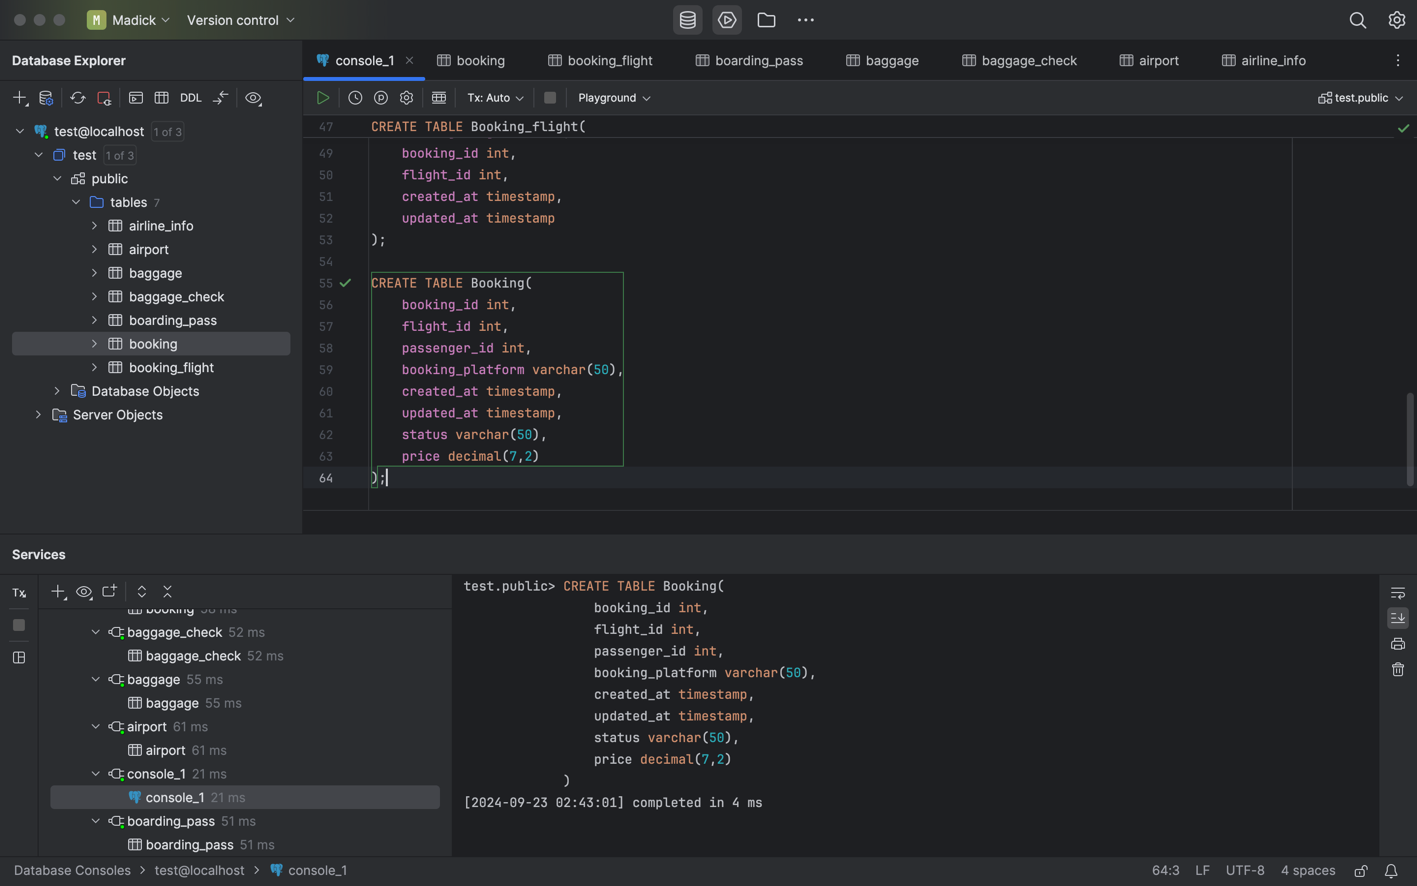 M Madick Version control
Database Explorer
console_1 booking booking_flight boarding_pass baggage baggage_check airport airline_info
DDL
Tx: Auto Playground test.public
test@localhost 1 of 3
test 1 of 3
public
tables 7
airline_info
airport
baggage
baggage_check
boarding_pass
booking
booking_flight
Database Objects
Server Objects
47 CREATE TABLE Booking_flight(
49 booking_id int,
50 flight_id int,
51 created_at timestamp,
52 updated_at timestamp
53 );
54
55 CREATE TABLE Booking(
56 booking_id int,
57 flight_id int,
58 passenger_id int,
59 booking_platform varchar(50),
60 created_at timestamp,
61 updated_at timestamp,
62 status varchar(50),
63 price decimal(7,2)
64 );
Services
Tx
booking 56 ms
baggage_check 52 ms
baggage_check 52 ms
baggage 55 ms
baggage 55 ms
airport 61 ms
airport 61 ms
console_1 21 ms
console_1 21 ms
boarding_pass 51 ms
boarding_pass 51 ms
test.public> CREATE TABLE Booking(
booking_id int,
flight_id int,
passenger_id int,
booking_platform varchar(50),
created_at timestamp,
updated_at timestamp,
status varchar(50),
price decimal(7,2)
)
[2024-09-23 02:43:01] completed in 4 ms
Database Consoles > test@localhost > console_1
64:3 LF UTF-8 4 spaces